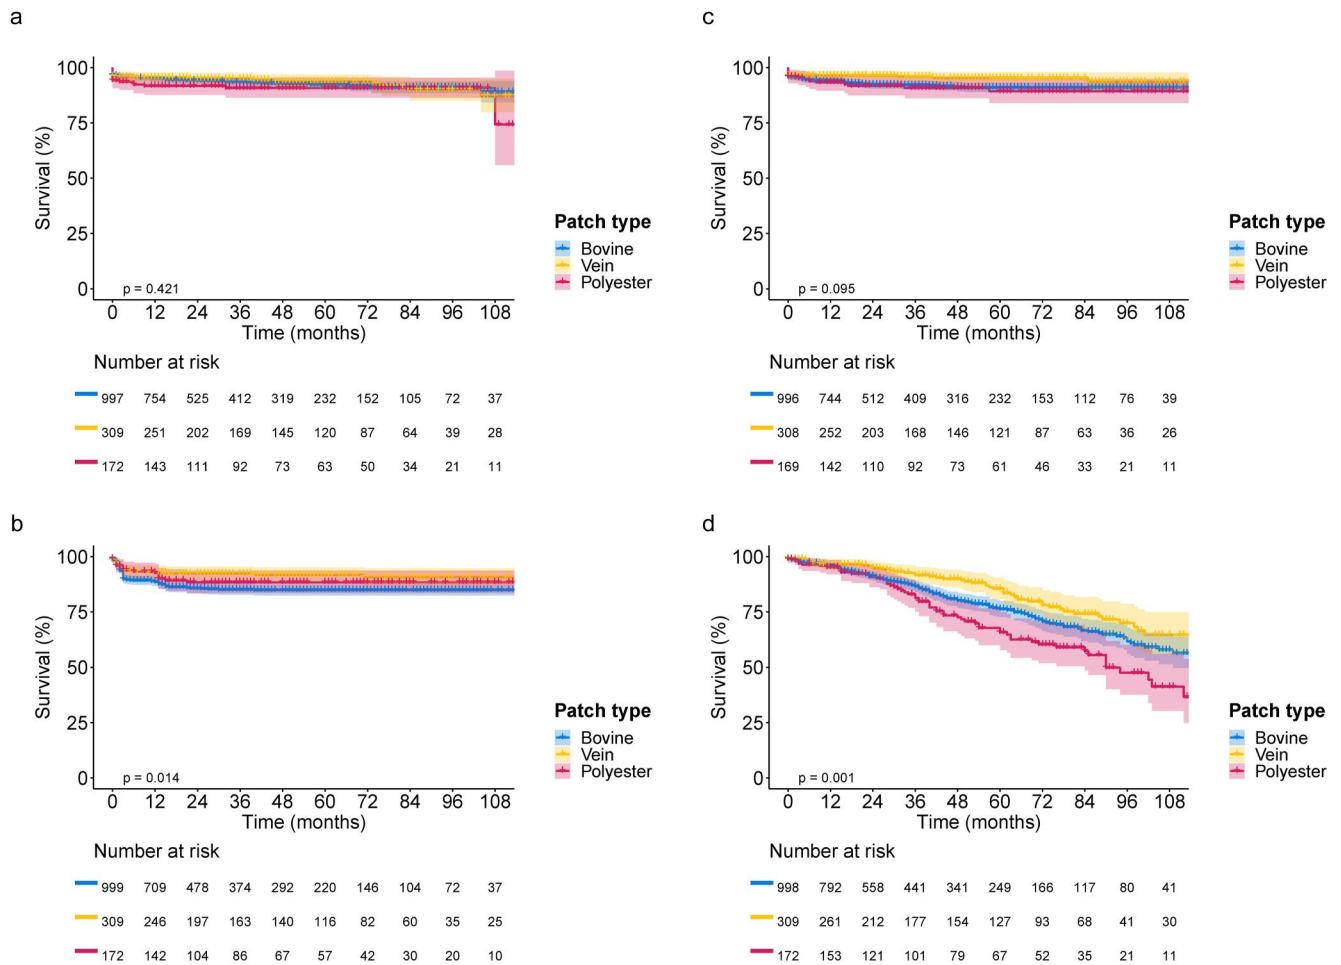 a
Survival (%)
100
75
50
25
0
p = 0.421
0 12 24 36 48 60 72 84 96 108
Time (months)
Patch type
Bovine
Vein
Polyester
Number at risk
997 754 525 412 319 232 152 105 72 37
309 251 202 169 145 120 87 64 39 28
172 143 111 92 73 63 50 34 21 11
c
Survival (%)
100
75
50
25
0
p = 0.095
0 12 24 36 48 60 72 84 96 108
Time (months)
Patch type
Bovine
Vein
Polyester
Number at risk
996 744 512 409 316 232 153 112 76 39
308 252 203 168 146 121 87 63 36 26
169 142 110 92 73 61 46 33 21 11
b
Survival (%)
100
75
50
25
0
p = 0.014
0 12 24 36 48 60 72 84 96 108
Time (months)
Patch type
Bovine
Vein
Polyester
Number at risk
999 709 478 374 292 220 146 104 72 37
309 246 197 163 140 116 82 60 35 25
172 142 104 86 67 57 42 30 20 10
d
Survival (%)
100
75
50
25
0
p = 0.001
0 12 24 36 48 60 72 84 96 108
Time (months)
Patch type
Bovine
Vein
Polyester
Number at risk
998 792 558 441 341 249 166 117 80 41
309 261 212 177 154 127 93 68 41 30
172 153 121 101 79 67 52 35 21 11